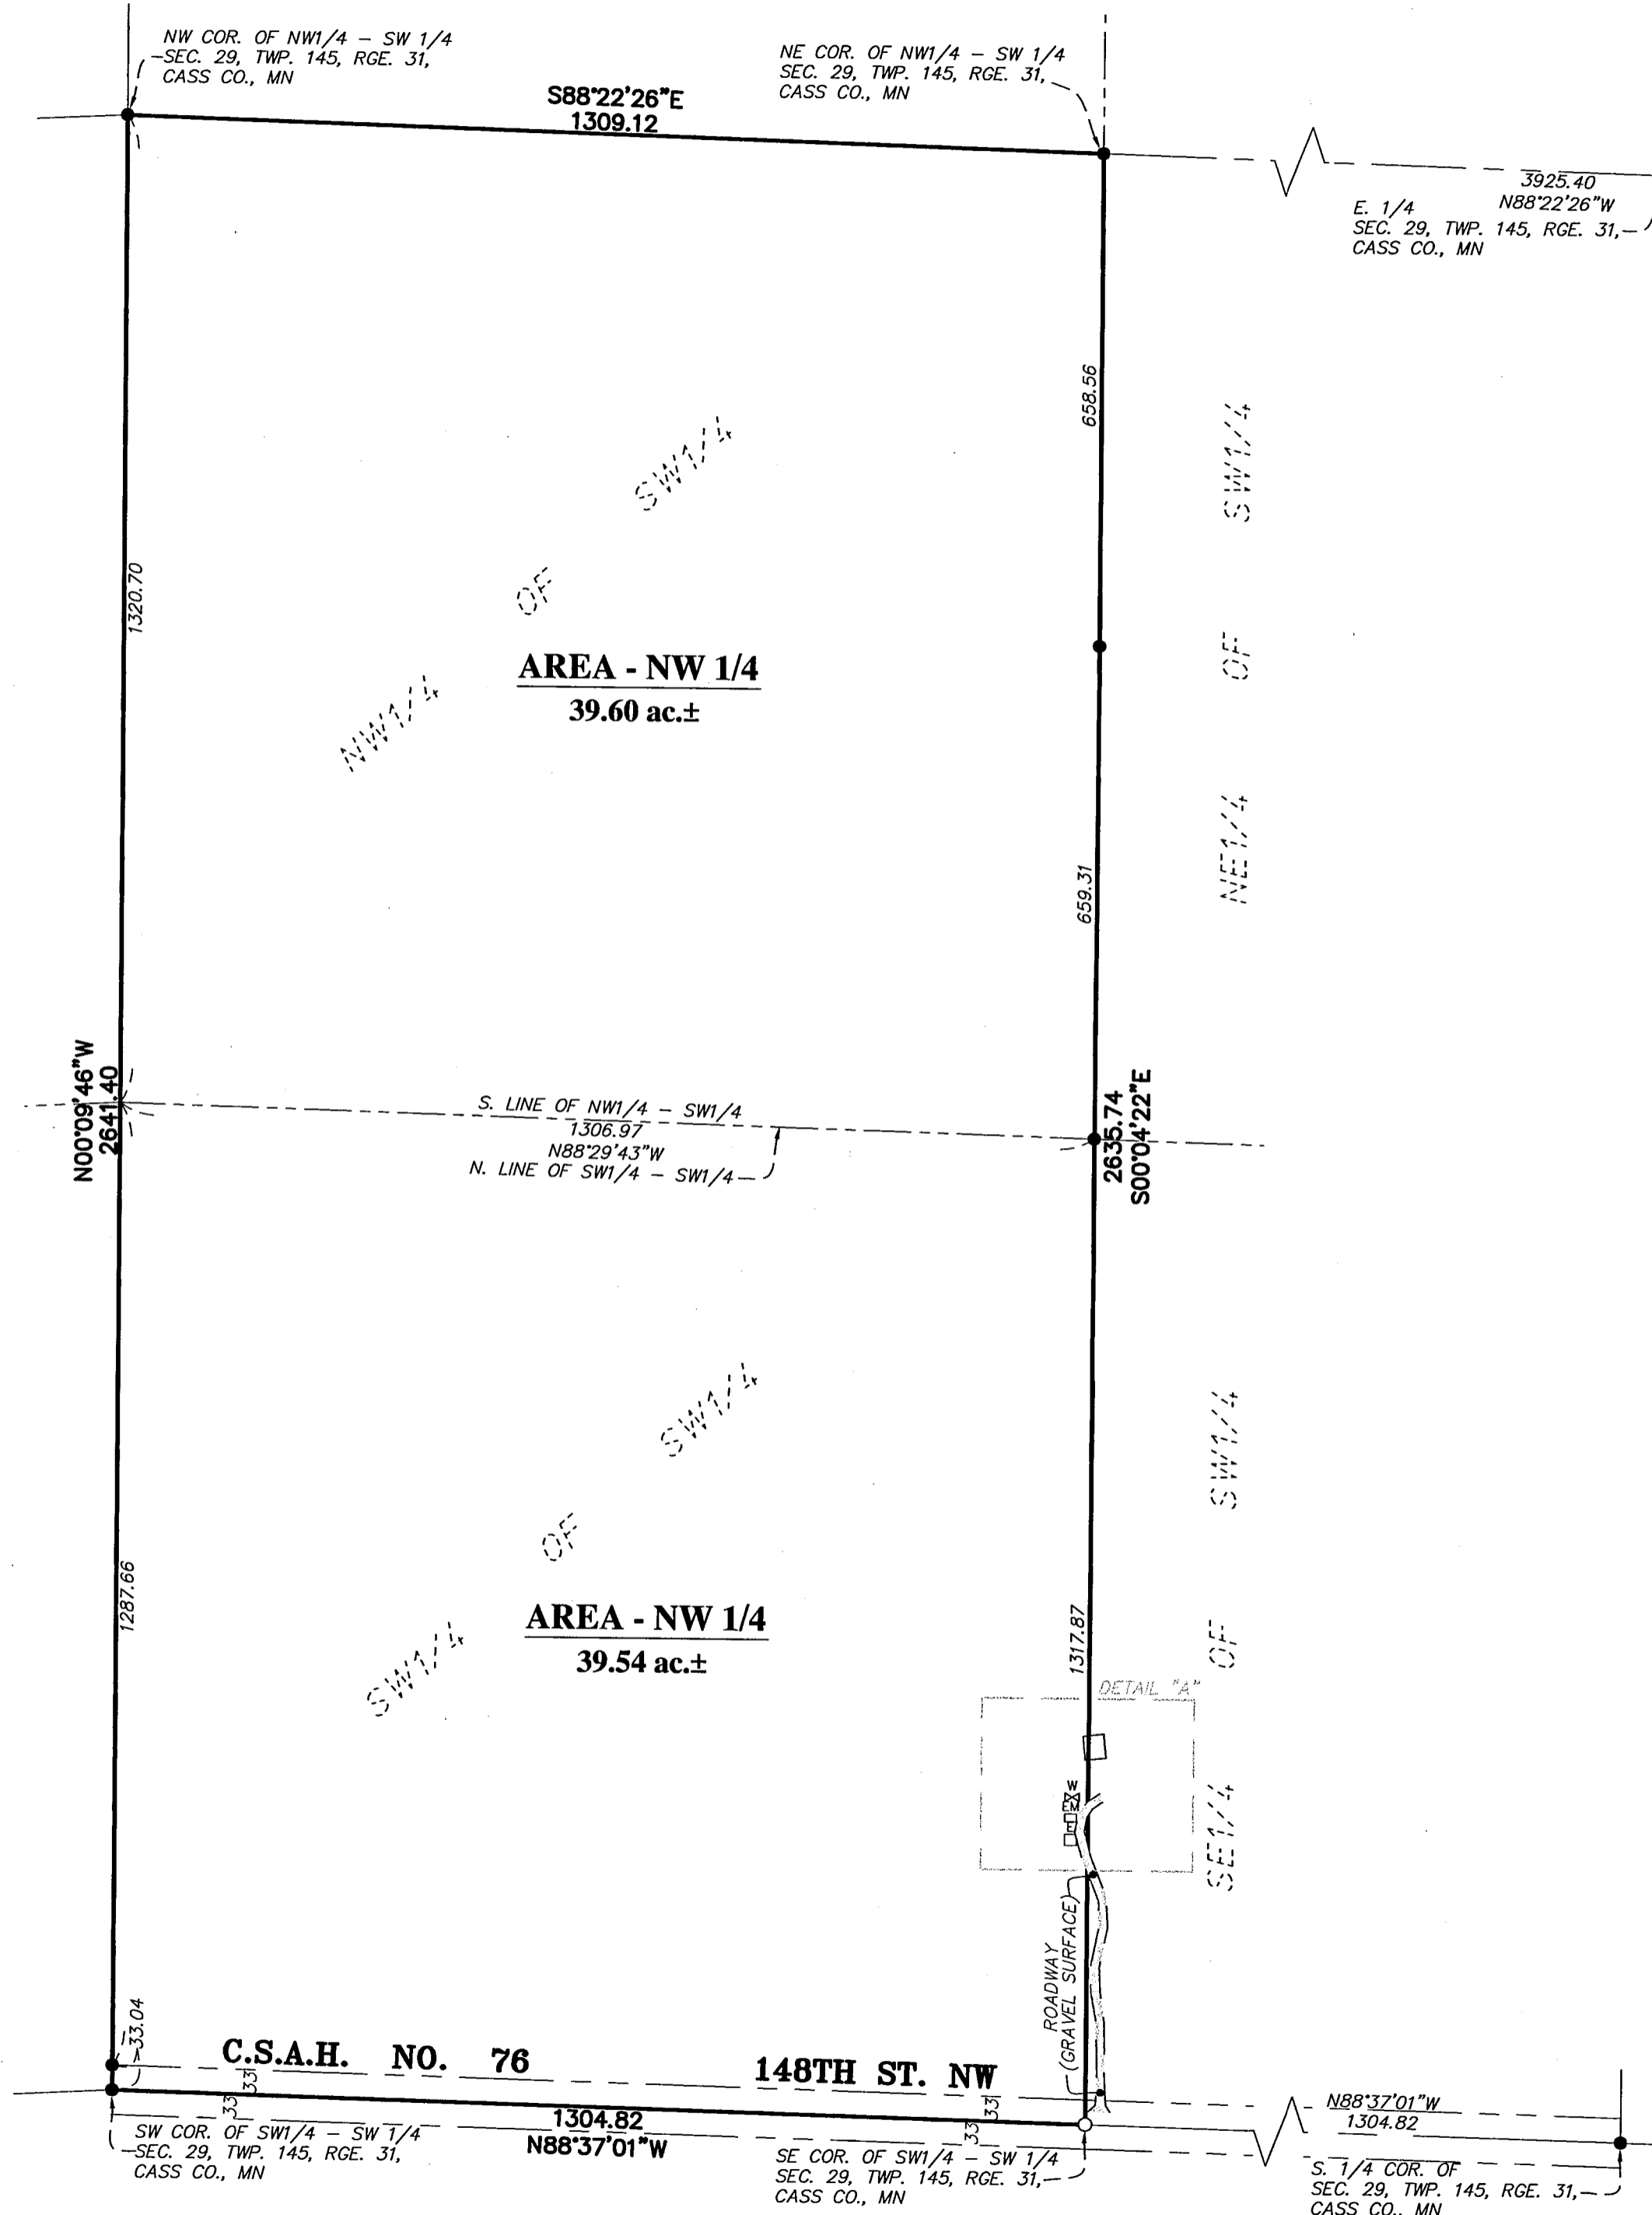 NW COR. OF NW1/4 – SW 1/4
SEC. 29, TWP. 145, RGE. 31,
CASS CO., MN
NE COR. OF NW1/4 – SW 1/4
SEC. 29, TWP. 145, RGE. 31,
CASS CO., MN
S88°22'26"E
1309.12
3925.40
N88°22'26"W
E. 1/4
SEC. 29, TWP. 145, RGE. 31,
CASS CO., MN
658.56
SW1/4
OF
NW1/4
SW1/4
OF
NE1/4
1320.70
AREA - NW 1/4
39.60 ac.±
659.31
N00°09'46"W
2641.40
S. LINE OF NW1/4 – SW1/4
1306.97
N88°29'43"W
N. LINE OF SW1/4 – SW1/4
2635.74
S00°04'22"E
SW1/4
OF
SW1/4
SW1/4
OF
SE1/4
1287.66
AREA - NW 1/4
39.54 ac.±
1317.87
DETAIL "A"
W
EM
E
ROADWAY
(GRAVEL SURFACE)
33.04
C.S.A.H. NO. 76
148TH ST. NW
33
33
33
33
1304.82
N88°37'01"W
SW COR. OF SW1/4 – SW 1/4
SEC. 29, TWP. 145, RGE. 31,
CASS CO., MN
SE COR. OF SW1/4 – SW 1/4
SEC. 29, TWP. 145, RGE. 31,
CASS CO., MN
N88°37'01"W
1304.82
S. 1/4 COR. OF
SEC. 29, TWP. 145, RGE. 31,
CASS CO., MN